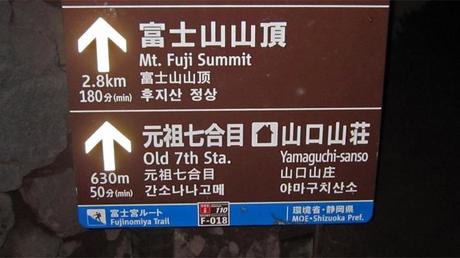 富士山山頂
Mt. Fuji Summit
富士山山顶
후지산 정상
2.8km
180分(min)
元祖七合目 山口山荘
Old 7th Sta. Yamaguchi-sanso
元祖七合目 山口山庄
간소나나고메 야마구치산소
630m
50分(min)
富士宮ルート
Fujinomiya Trail
110
F-018
環境省・静岡県
MOE・Shizuoka Pref.